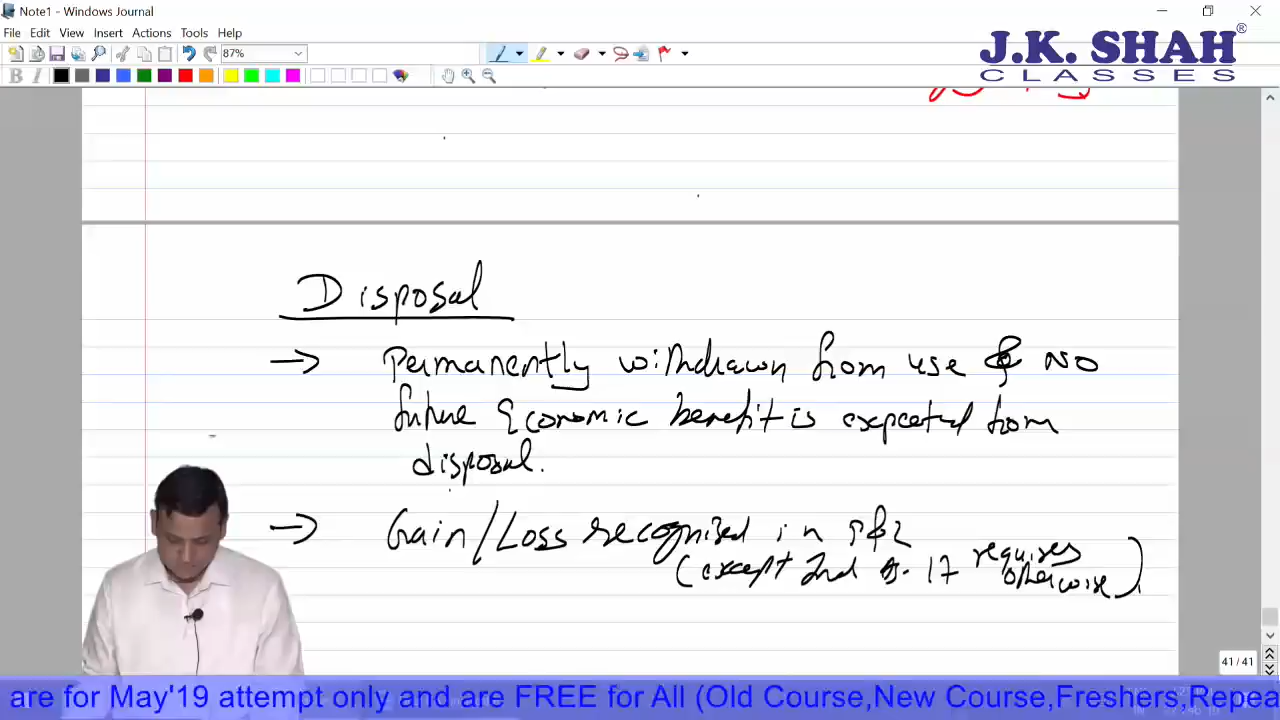 Note1 - Windows Journal
File Edit View Insert Actions Tools Help
87%
B I
J.K. SHAH®
CLASSES
Disposal
→ Permanently withdrawn from use & NO
future Economic benefit is expected from
disposal.
→ Gain/Loss recognised in P&L
(except Ind As. 17 requires
otherwise).
41 / 41
are for May'19 attempt only and are FREE for All (Old Course,New Course,Freshers,Repea